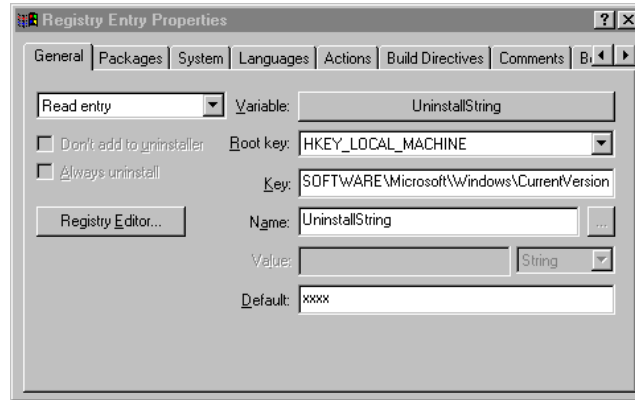 Registry Entry Properties
General Packages System Languages Actions Build Directives Comments
Read entry Variable: UninstallString
Don't add to uninstaller Root key: HKEY_LOCAL_MACHINE
Always uninstall Key: SOFTWARE\Microsoft\Windows\CurrentVersion
Registry Editor... Name: UninstallString ...
Value: String
Default: xxxx